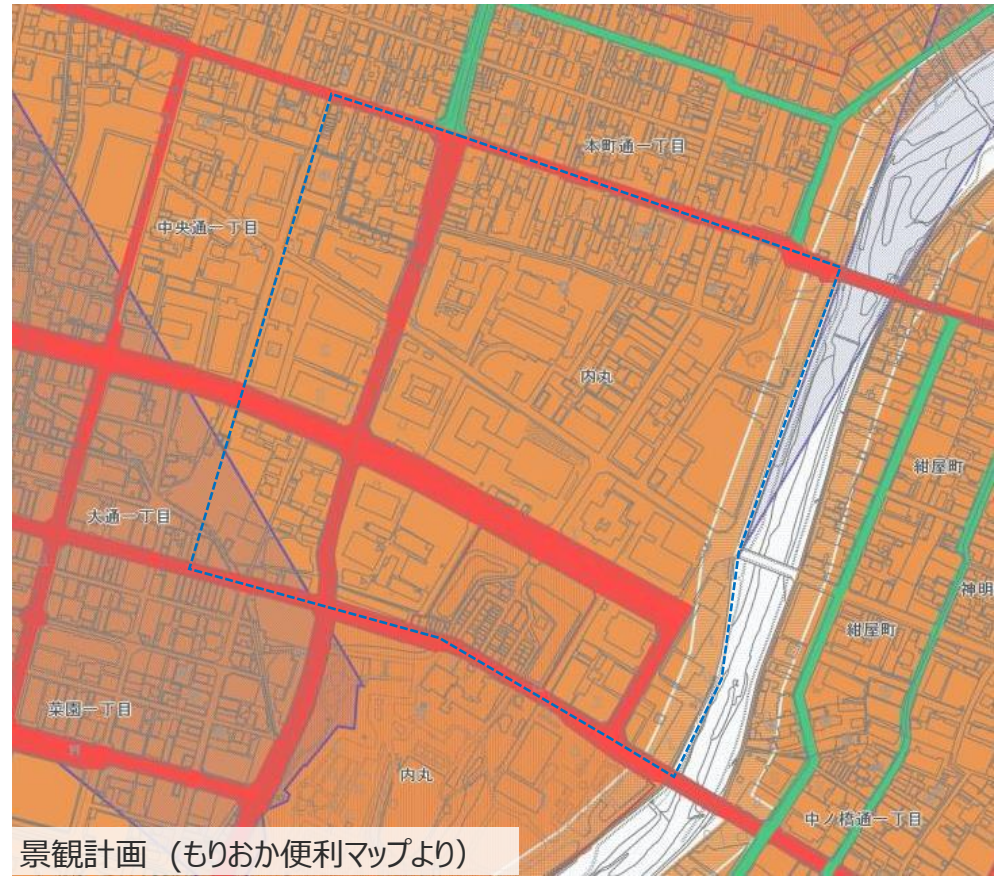 本町通一丁目
中央通一丁目
内丸
紺屋町
大通一丁目
神明
紺屋町
菜園一丁目
内丸
中ノ橋通一丁目
景観計画 (もりおか便利マップより)